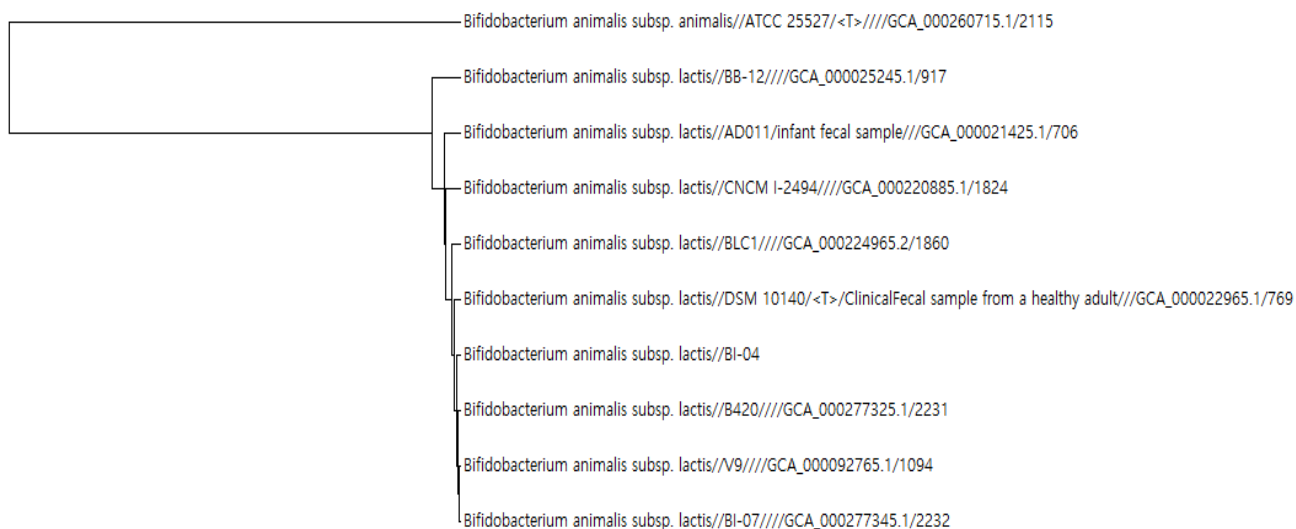 Bifidobacterium animalis subsp. animalis//ATCC 25527/<T>////GCA_000260715.1/2115
Bifidobacterium animalis subsp. lactis//BB-12////GCA_000025245.1/917
Bifidobacterium animalis subsp. lactis//AD011/infant fecal sample///GCA_000021425.1/706
Bifidobacterium animalis subsp. lactis//CNCM I-2494////GCA_000220885.1/1824
Bifidobacterium animalis subsp. lactis//BLC1////GCA_000224965.2/1860
Bifidobacterium animalis subsp. lactis//DSM 10140/<T>/ClinicalFecal sample from a healthy adult///GCA_000022965.1/769
Bifidobacterium animalis subsp. lactis//BI-04
Bifidobacterium animalis subsp. lactis//B420////GCA_000277325.1/2231
Bifidobacterium animalis subsp. lactis//V9////GCA_000092765.1/1094
Bifidobacterium animalis subsp. lactis//BI-07////GCA_000277345.1/2232